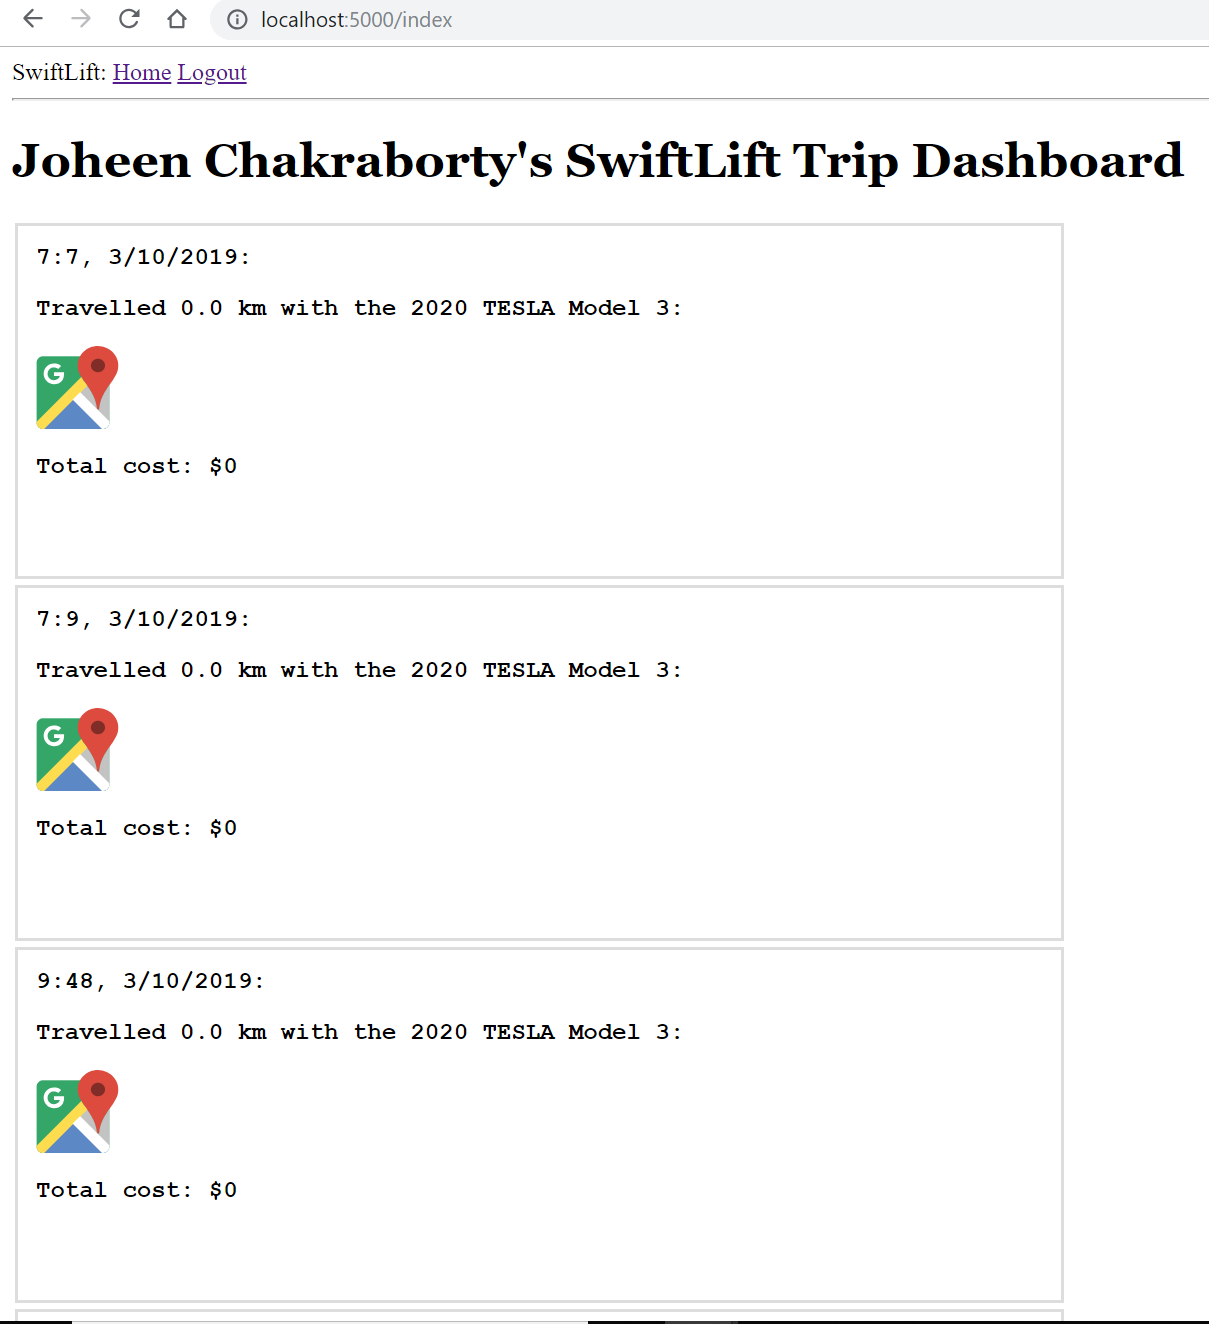 localhost:5000/index
SwiftLift: Home Logout
Joheen Chakraborty's SwiftLift Trip Dashboard
7:7, 3/10/2019:
Travelled 0.0 km with the 2020 TESLA Model 3:
G
Total cost: $0
7:9, 3/10/2019:
Travelled 0.0 km with the 2020 TESLA Model 3:
G
Total cost: $0
9:48, 3/10/2019:
Travelled 0.0 km with the 2020 TESLA Model 3:
G
Total cost: $0